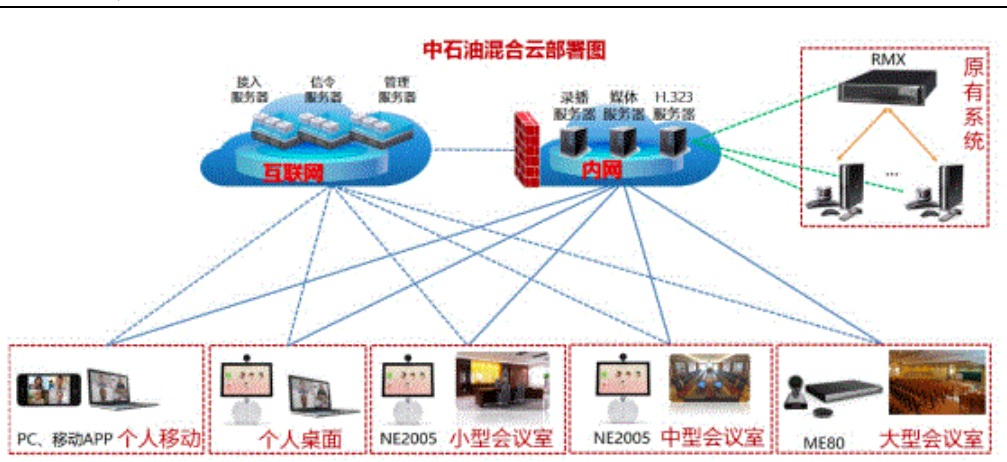 中石油混合云部署图
接入
服务器
信令
服务器
管理
服务器
互联网
录播
服务器
媒体
服务器
H.323
服务器
内网
RMX
原有系统
...
PC、移动APP 个人移动
个人桌面
NE2005 小型会议室
NE2005 中型会议室
ME80 大型会议室